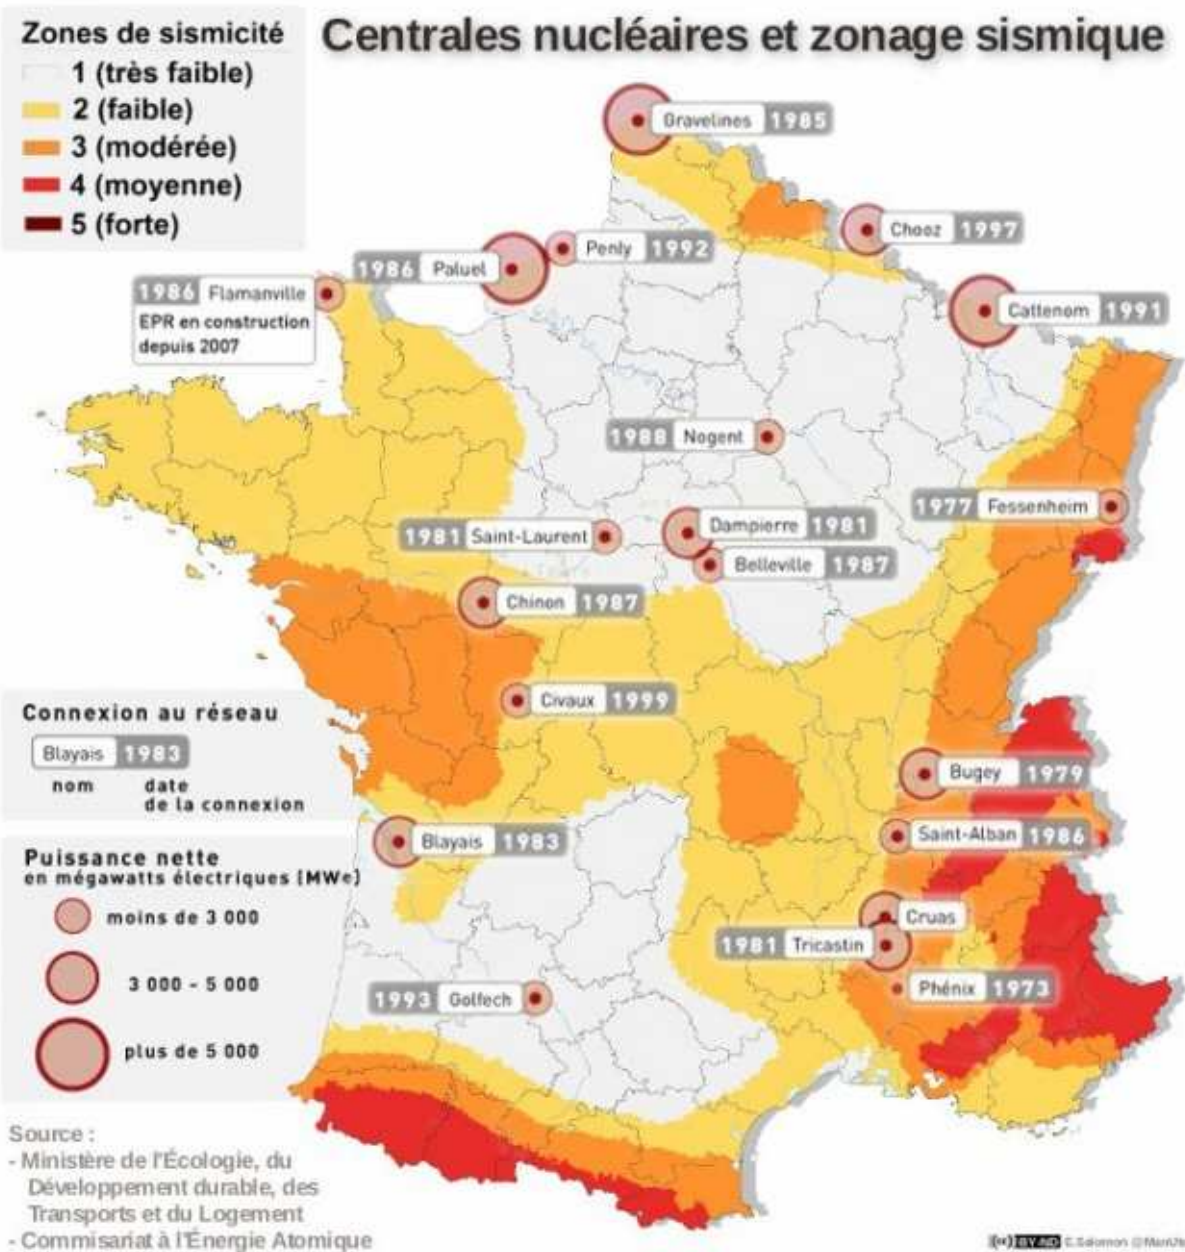 Centrales nucléaires et zonage sismique
Zones de sismicité
1 (très faible)
2 (faible)
3 (modérée)
4 (moyenne)
5 (forte)
Gravelines 1985
Chooz 1997
Penly 1992
1986 Paluel
1986 Flamanville
EPR en construction
depuis 2007
Cattenom 1991
1988 Nogent
1977 Fessenheim
1981 Saint-Laurent
Dampierre 1981
Belleville 1987
Chinon 1987
Civaux 1999
Connexion au réseau
Blayais 1983
nom date
de la connexion
Bugey 1979
Saint-Alban 1986
Blayais 1983
Puissance nette
en mégawatts électriques (MWe)
moins de 3 000
3 000 - 5 000
plus de 5 000
Cruas
1981 Tricastin
Phénix 1973
1993 Golfech
Source :
- Ministère de l'Écologie, du
Développement durable, des
Transports et du Logement
- Commisariat à l'Énergie Atomique
BY ND C.Salomon